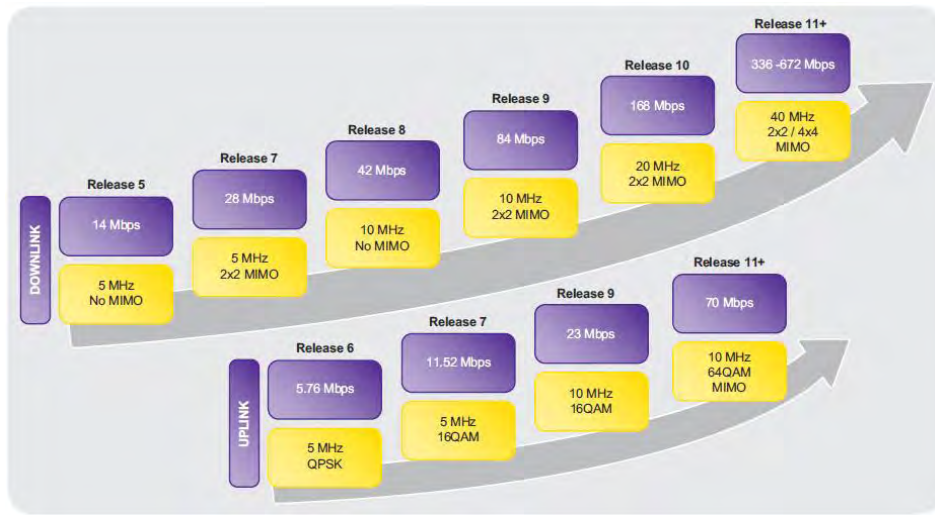 DOWNLINK
Release 5
14 Mbps
5 MHz
No MIMO
Release 7
28 Mbps
5 MHz
2x2 MIMO
Release 8
42 Mbps
10 MHz
No MIMO
Release 9
84 Mbps
10 MHz
2x2 MIMO
Release 10
168 Mbps
20 MHz
2x2 MIMO
Release 11+
336 -672 Mbps
40 MHz
2x2 / 4x4
MIMO
UPLINK
Release 6
5.76 Mbps
5 MHz
QPSK
Release 7
11.52 Mbps
5 MHz
16QAM
Release 9
23 Mbps
10 MHz
16QAM
Release 11+
70 Mbps
10 MHz
64QAM
MIMO